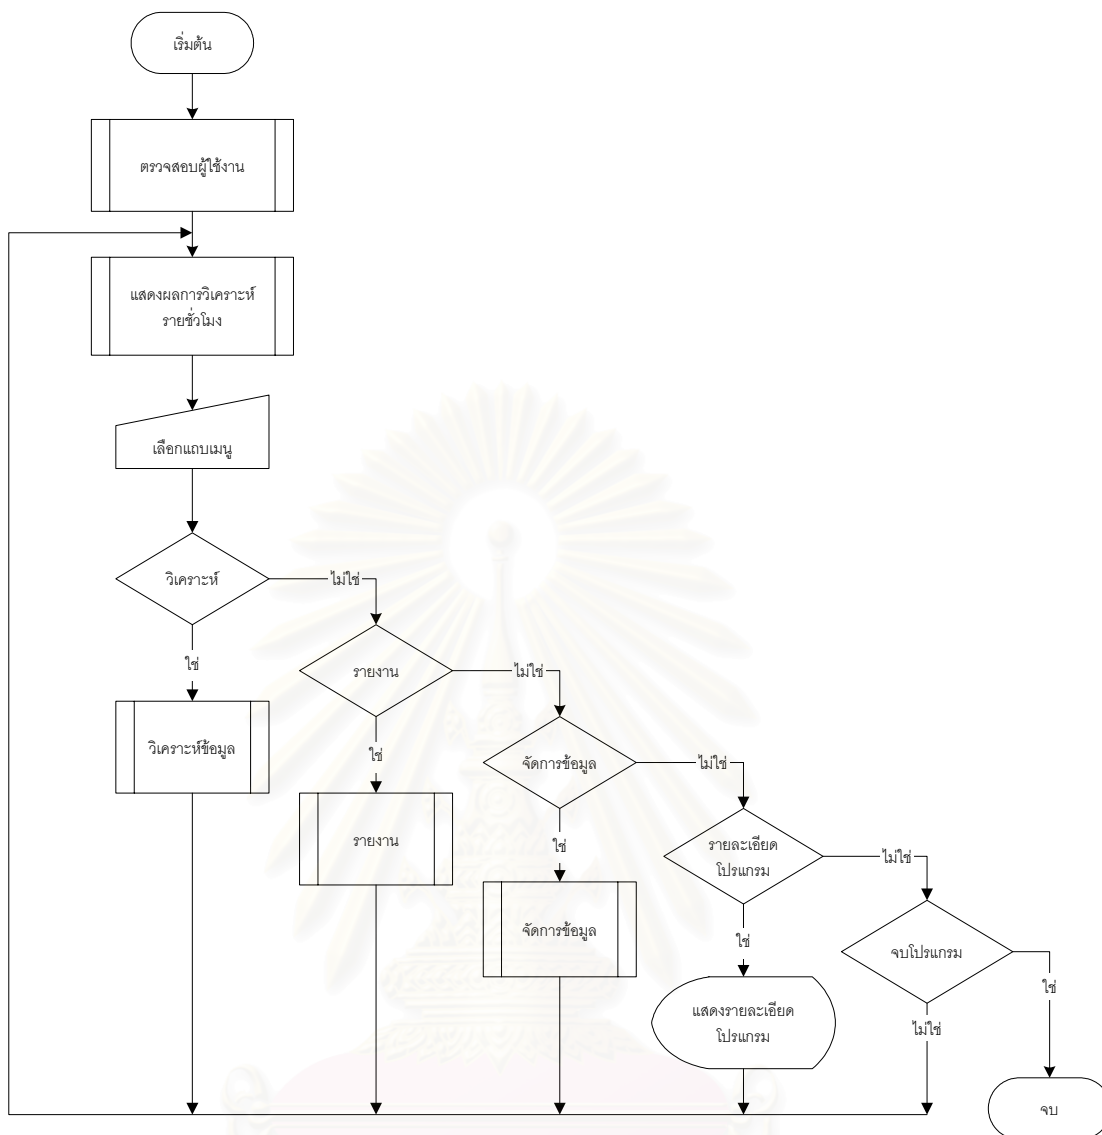 เริ่มต้น
ตรวจสอบผู้ใช้งาน
แสดงผลการวิเคราะห์
รายชั่วโมง
เลือกแถบเมนู
วิเคราะห์
ไม่ใช่
ใช่
รายงาน
ไม่ใช่
วิเคราะห์ข้อมูล
ใช่
จัดการข้อมูล
ไม่ใช่
รายงาน
ใช่
รายละเอียด
โปรแกรม
ไม่ใช่
จัดการข้อมูล
ใช่
จบโปรแกรม
ใช่
แสดงรายละเอียด
โปรแกรม
ไม่ใช่
จบ